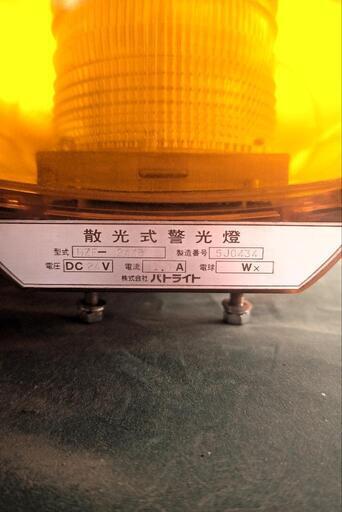 散光式警光燈
型式 製造番号 5J0434
電圧 DC 24V 電流 A 電球 W×
株式会社 パトライト